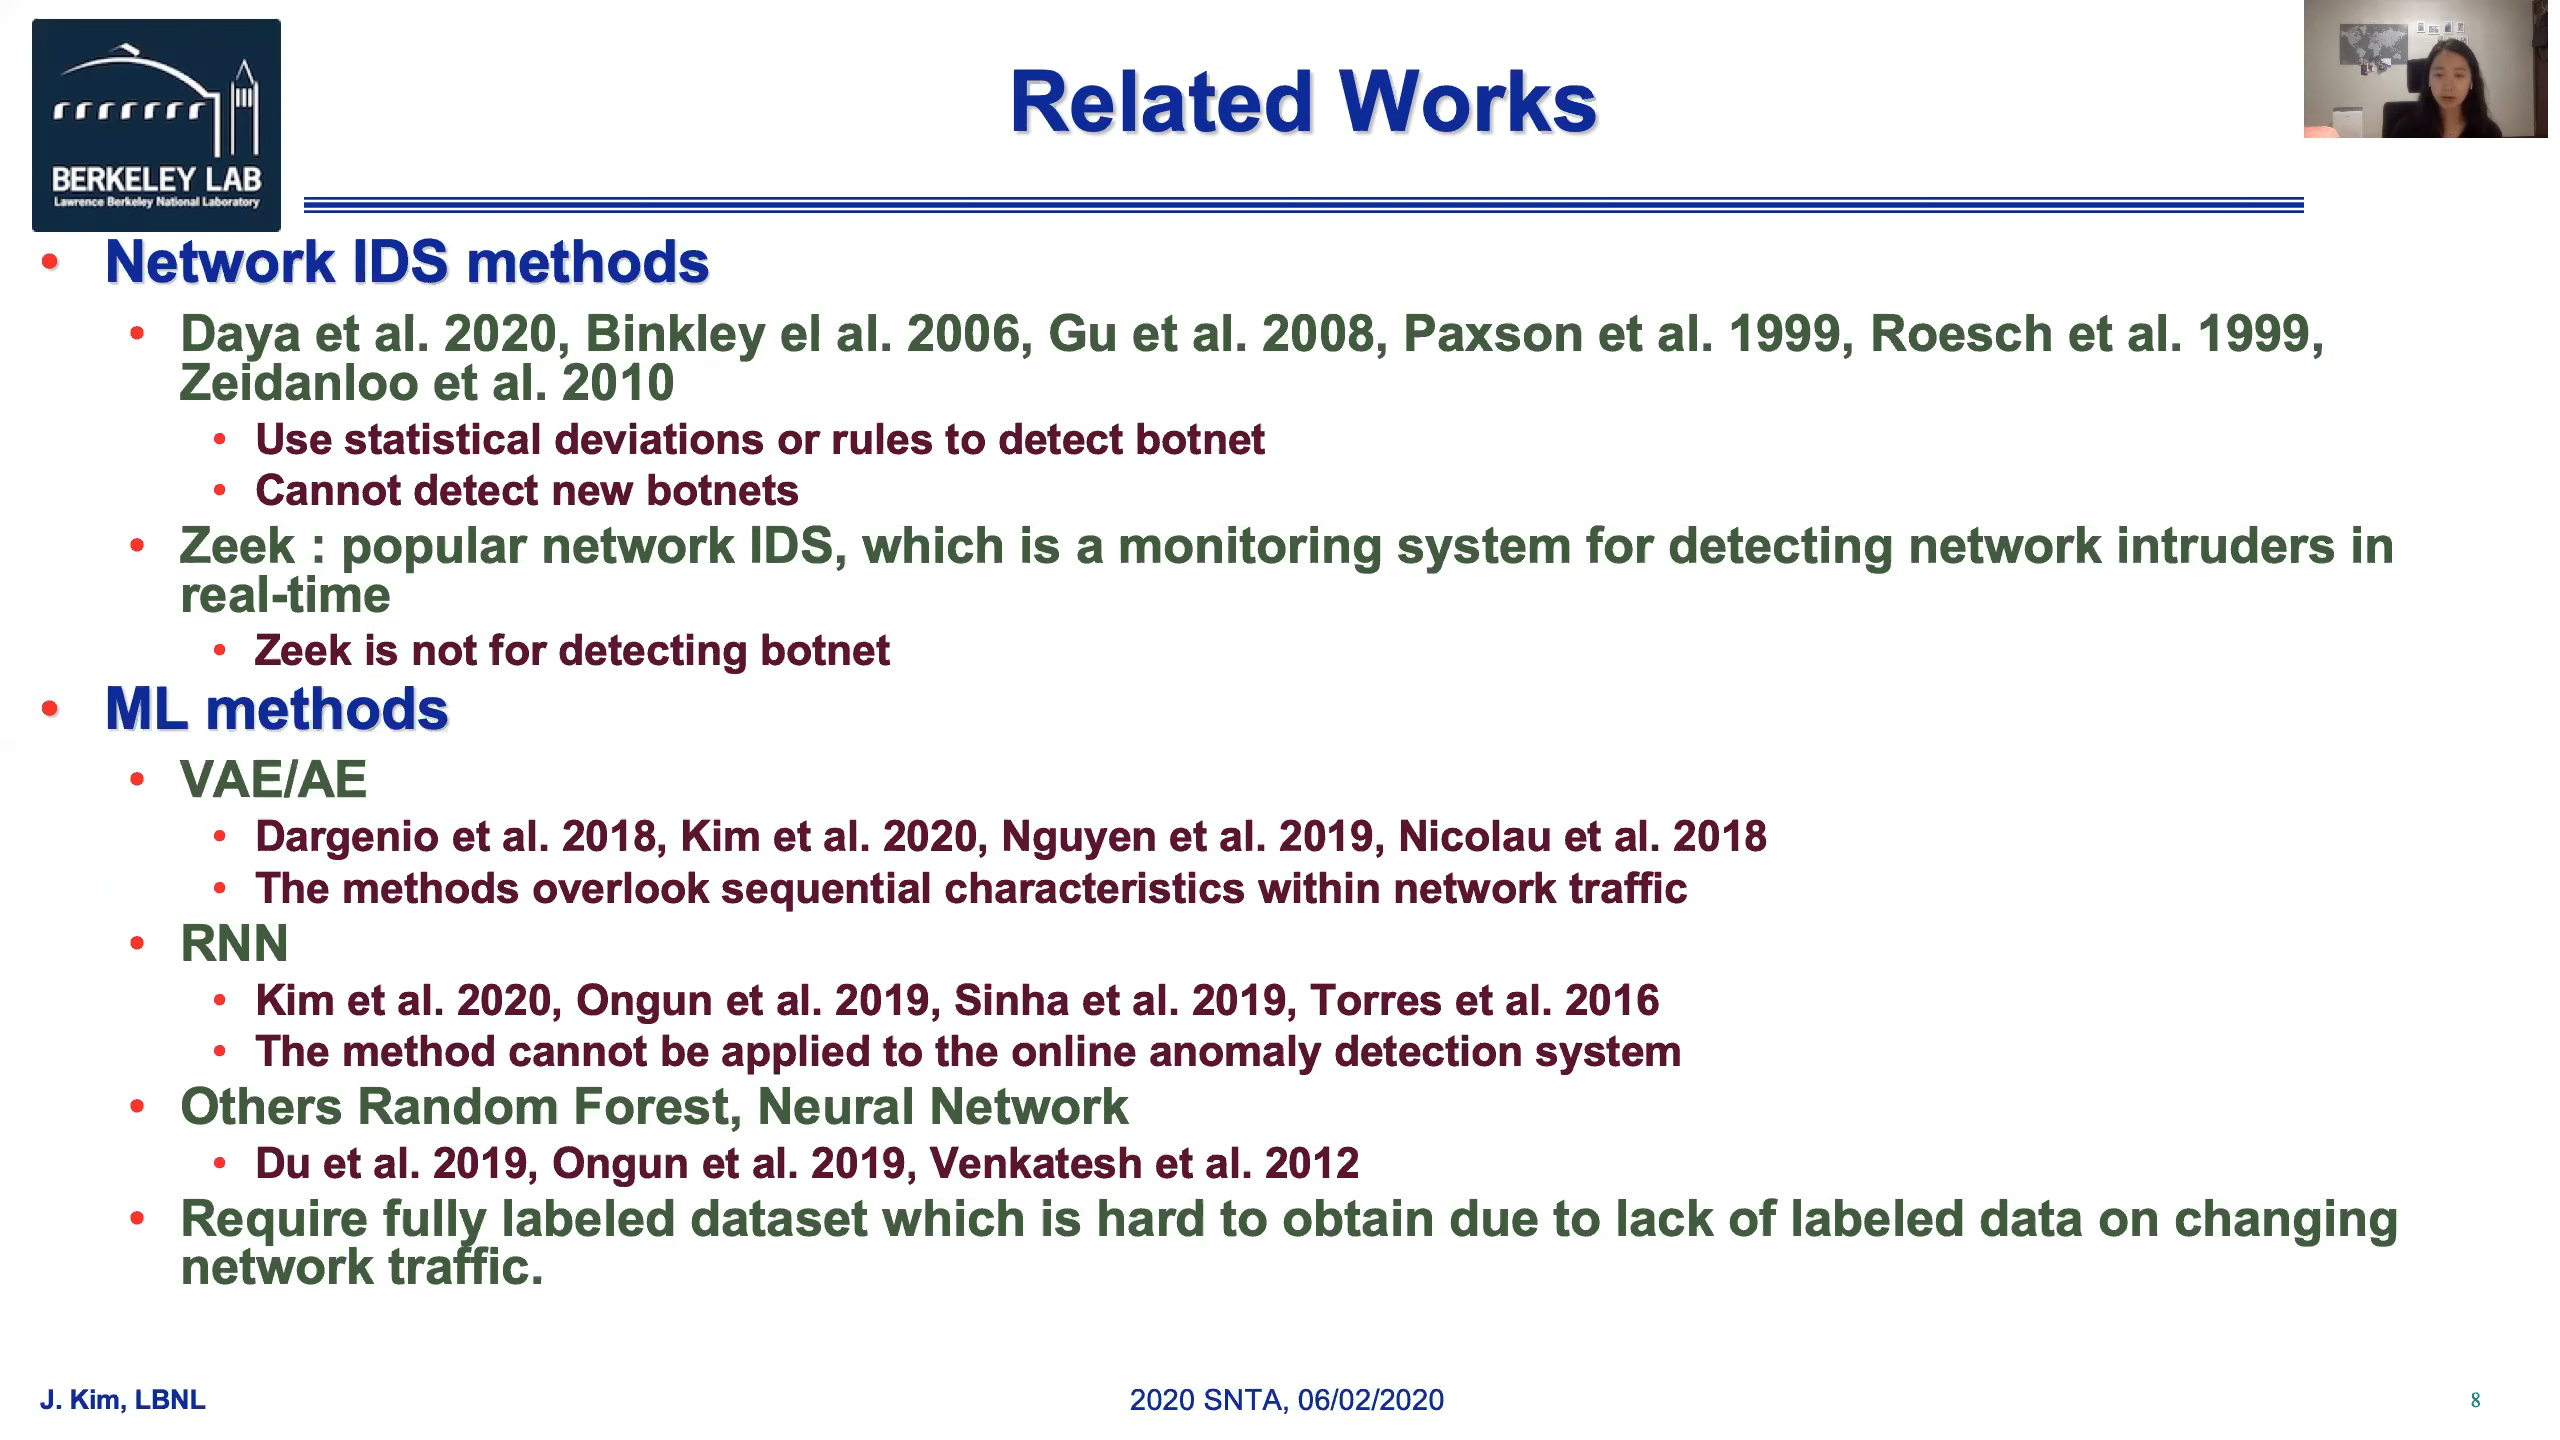 BERKELEY LAB
Lawrence Berkeley National Laboratory
Related Works
• Network IDS methods
• Daya et al. 2020, Binkley el al. 2006, Gu et al. 2008, Paxson et al. 1999, Roesch et al. 1999,
Zeidanloo et al. 2010
• Use statistical deviations or rules to detect botnet
• Cannot detect new botnets
• Zeek : popular network IDS, which is a monitoring system for detecting network intruders in
real-time
• Zeek is not for detecting botnet
• ML methods
• VAE/AE
• Dargenio et al. 2018, Kim et al. 2020, Nguyen et al. 2019, Nicolau et al. 2018
• The methods overlook sequential characteristics within network traffic
• RNN
• Kim et al. 2020, Ongun et al. 2019, Sinha et al. 2019, Torres et al. 2016
• The method cannot be applied to the online anomaly detection system
• Others Random Forest, Neural Network
• Du et al. 2019, Ongun et al. 2019, Venkatesh et al. 2012
• Require fully labeled dataset which is hard to obtain due to lack of labeled data on changing
network traffic.
J. Kim, LBNL
2020 SNTA, 06/02/2020
8